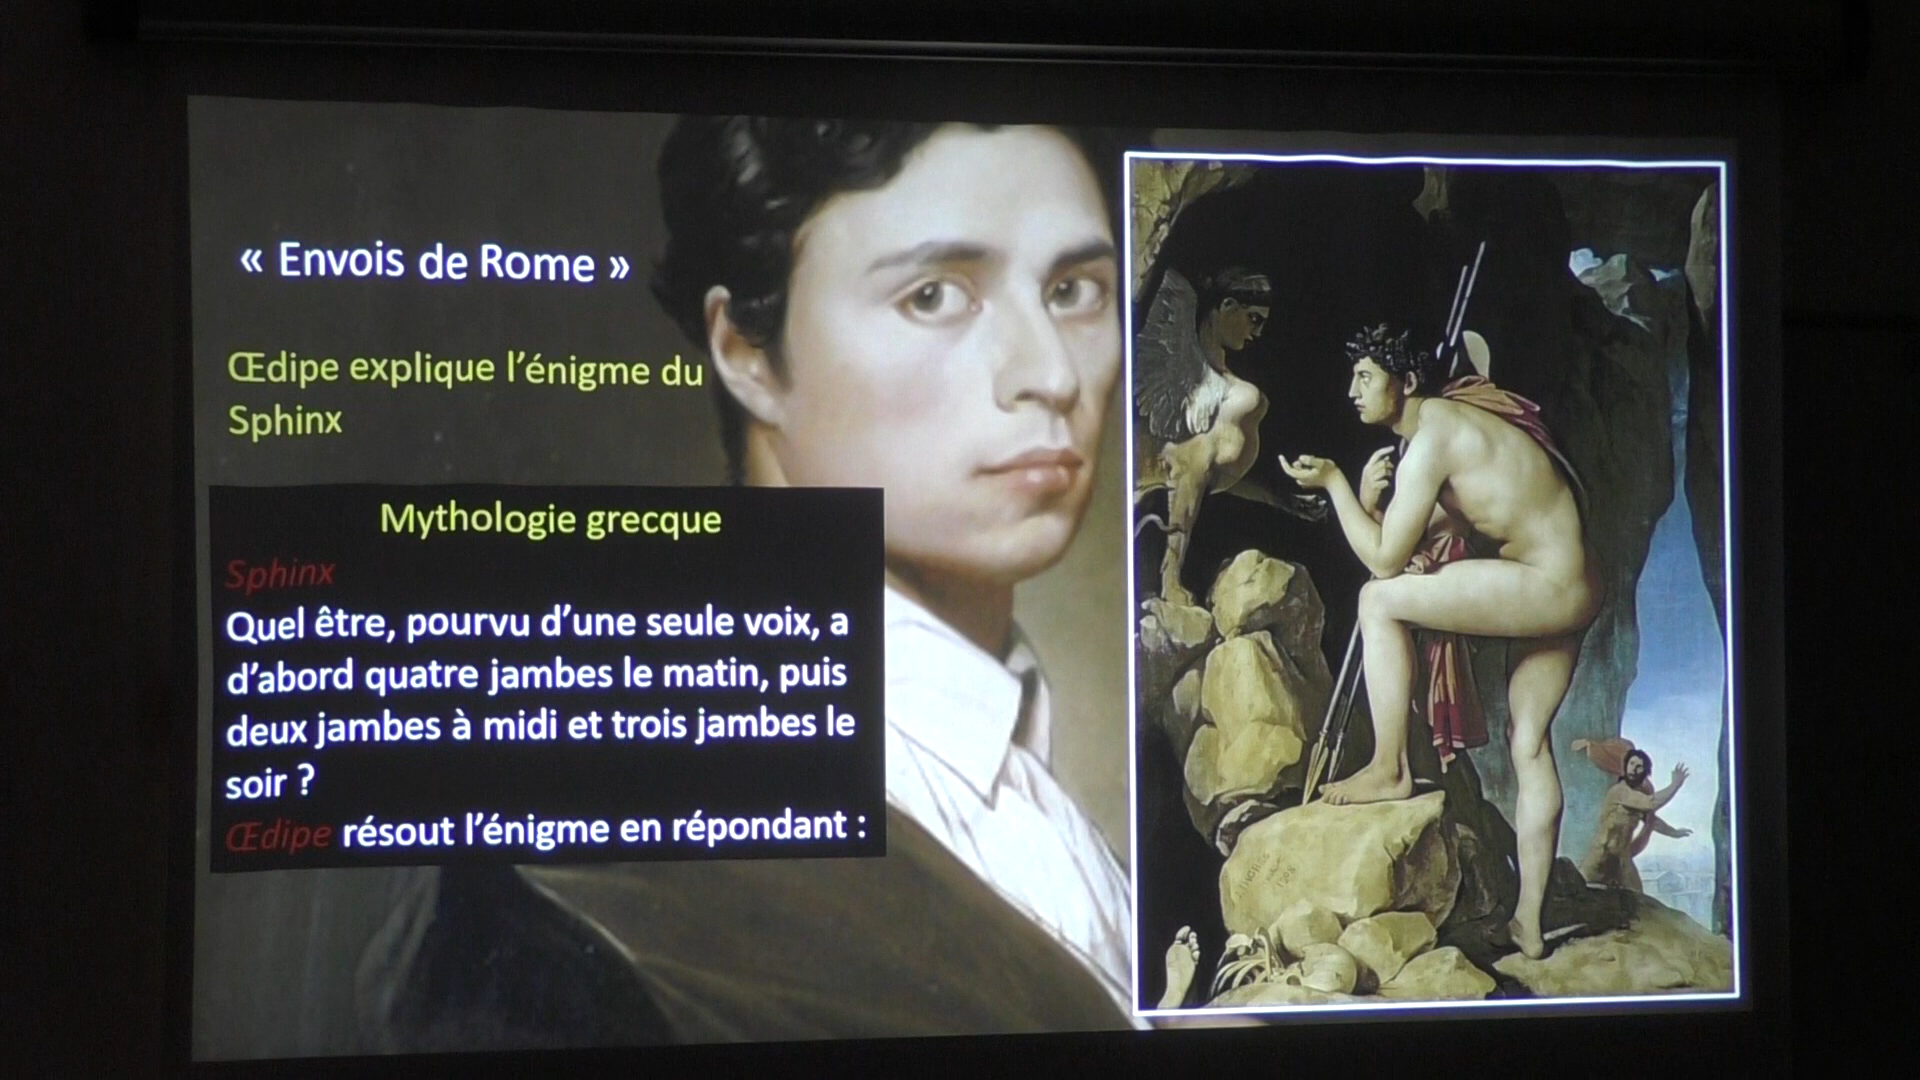 « Envois de Rome »
Œdipe explique l’énigme du
Sphinx
Mythologie grecque
Sphinx
Quel être, pourvu d’une seule voix, a
d’abord quatre jambes le matin, puis
deux jambes à midi et trois jambes le
soir ?
Œdipe résout l’énigme en répondant :